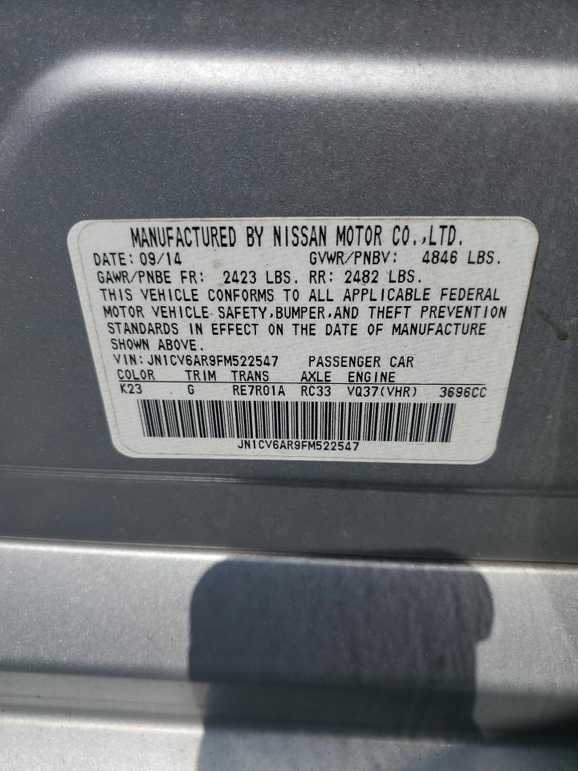 MANUFACTURED BY NISSAN MOTOR CO.,LTD.
DATE: 09/14 GVWR/PNBV: 4846 LBS.
GAWR/PNBE FR: 2423 LBS. RR: 2482 LBS.
THIS VEHICLE CONFORMS TO ALL APPLICABLE FEDERAL
MOTOR VEHICLE SAFETY,BUMPER,AND THEFT PREVENTION
STANDARDS IN EFFECT ON THE DATE OF MANUFACTURE
SHOWN ABOVE.
VIN: JN1CV6AR9FM522547 PASSENGER CAR
COLOR TRIM TRANS AXLE ENGINE
K23 G RE7R01A RC33 VQ37(VHR) 3696CC
JN1CV6AR9FM522547